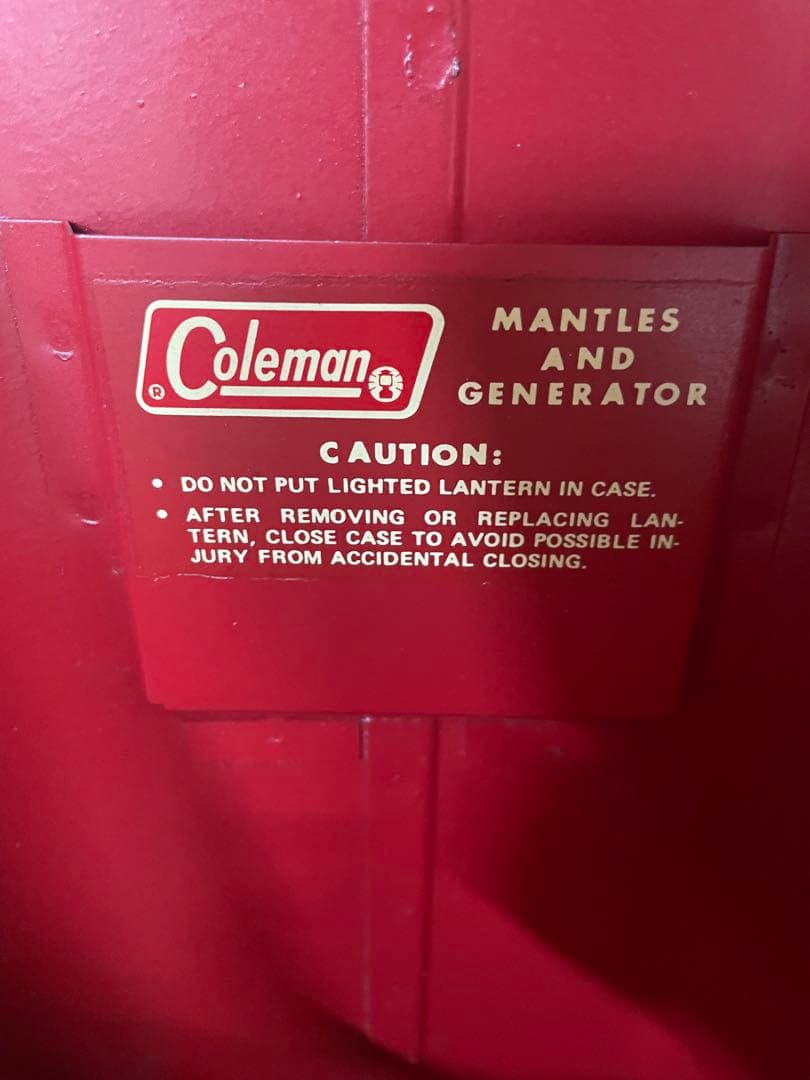 Coleman
®
MANTLES
AND
GENERATOR
CAUTION:
• DO NOT PUT LIGHTED LANTERN IN CASE.
• AFTER REMOVING OR REPLACING LAN-
TERN, CLOSE CASE TO AVOID POSSIBLE IN-
JURY FROM ACCIDENTAL CLOSING.